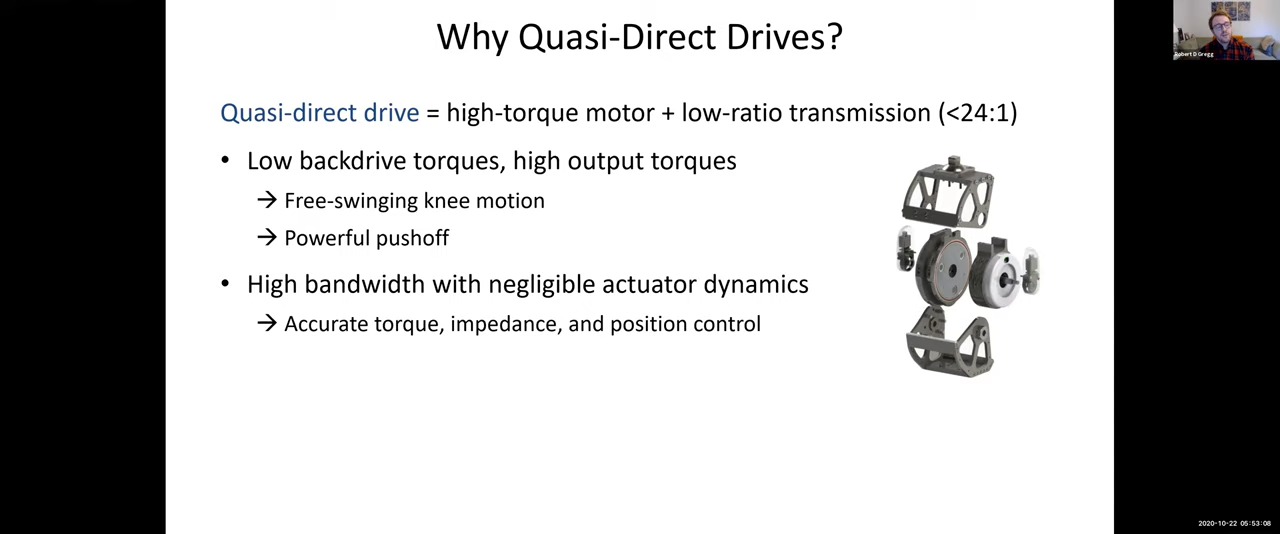 Why Quasi-Direct Drives?
Robert D Gregg
Quasi-direct drive = high-torque motor + low-ratio transmission (<24:1)
• Low backdrive torques, high output torques
→ Free-swinging knee motion
→ Powerful pushoff
• High bandwidth with negligible actuator dynamics
→ Accurate torque, impedance, and position control
2020-10-22 05:53:08